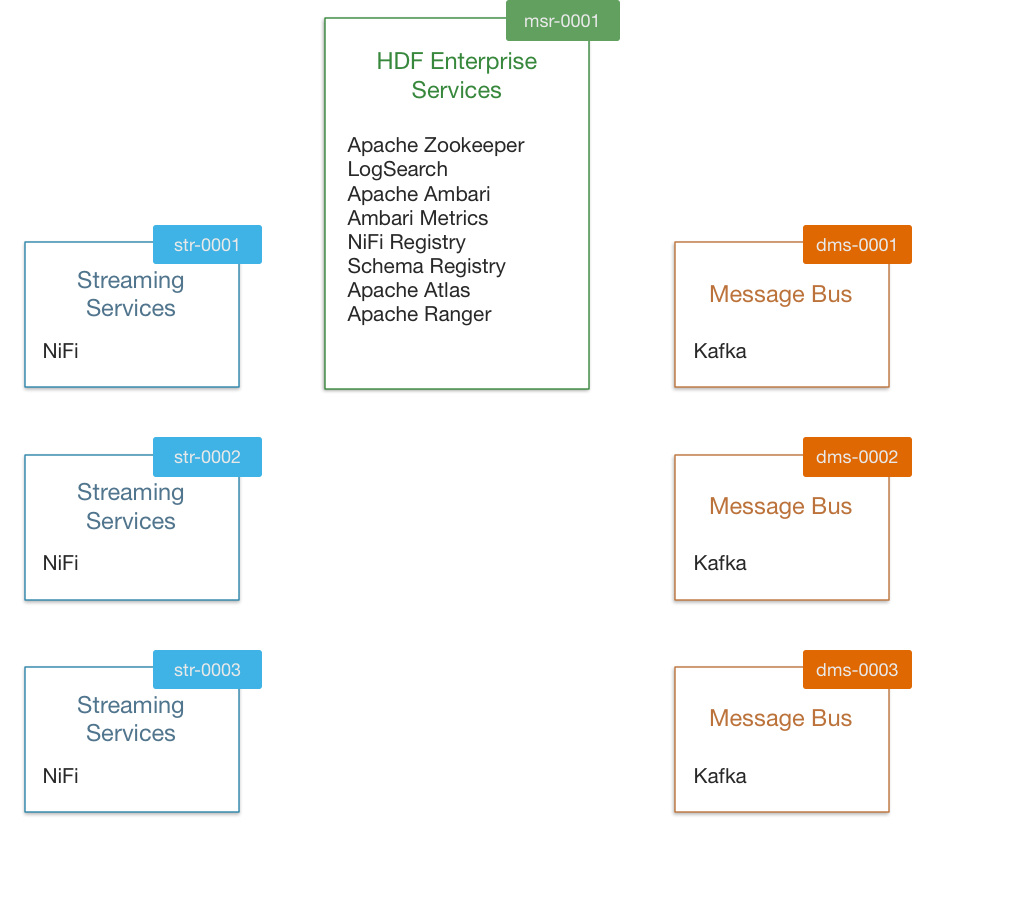 msr-0001
HDF Enterprise
Services
Apache Zookeeper
LogSearch
Apache Ambari
Ambari Metrics
NiFi Registry
Schema Registry
Apache Atlas
Apache Ranger
str-0001
Streaming
Services
NiFi
dms-0001
Message Bus
Kafka
str-0002
Streaming
Services
NiFi
dms-0002
Message Bus
Kafka
str-0003
Streaming
Services
NiFi
dms-0003
Message Bus
Kafka